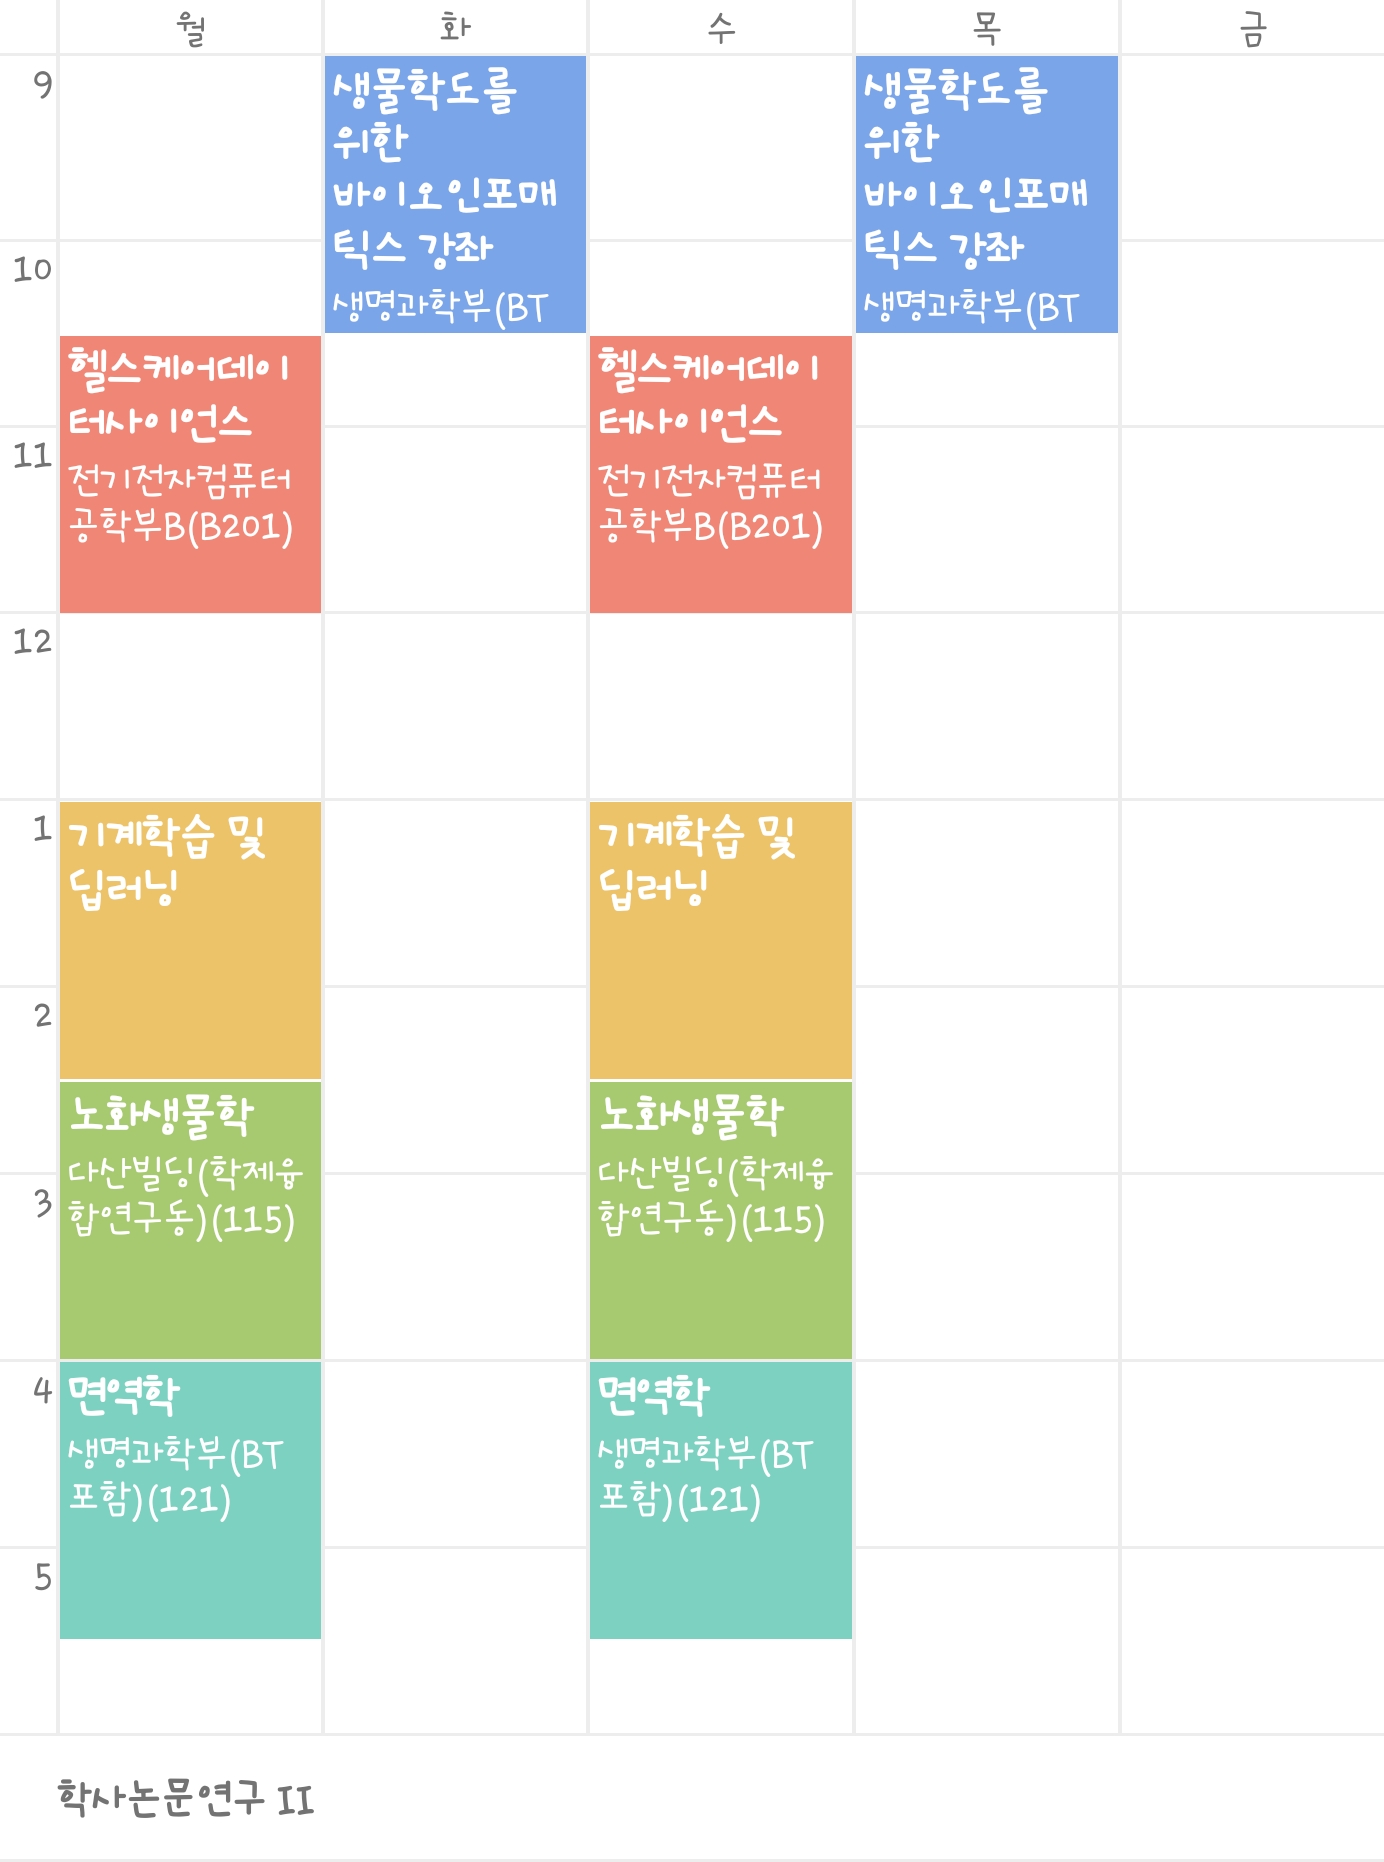 월 화 수 목 금
9
생물학도를
위한
바이오인포매
틱스 강좌
생명과학부(BT
생물학도를
위한
바이오인포매
틱스 강좌
생명과학부(BT
10
헬스케어데이
터사이언스
전기전자컴퓨터
공학부B(B201)
헬스케어데이
터사이언스
전기전자컴퓨터
공학부B(B201)
11
12
1
기계학습 및
딥러닝
기계학습 및
딥러닝
2
노화생물학
다산빌딩(학제융
합연구동)(115)
노화생물학
다산빌딩(학제융
합연구동)(115)
3
4
면역학
생명과학부(BT
포함)(121)
면역학
생명과학부(BT
포함)(121)
5
학사논문연구 II